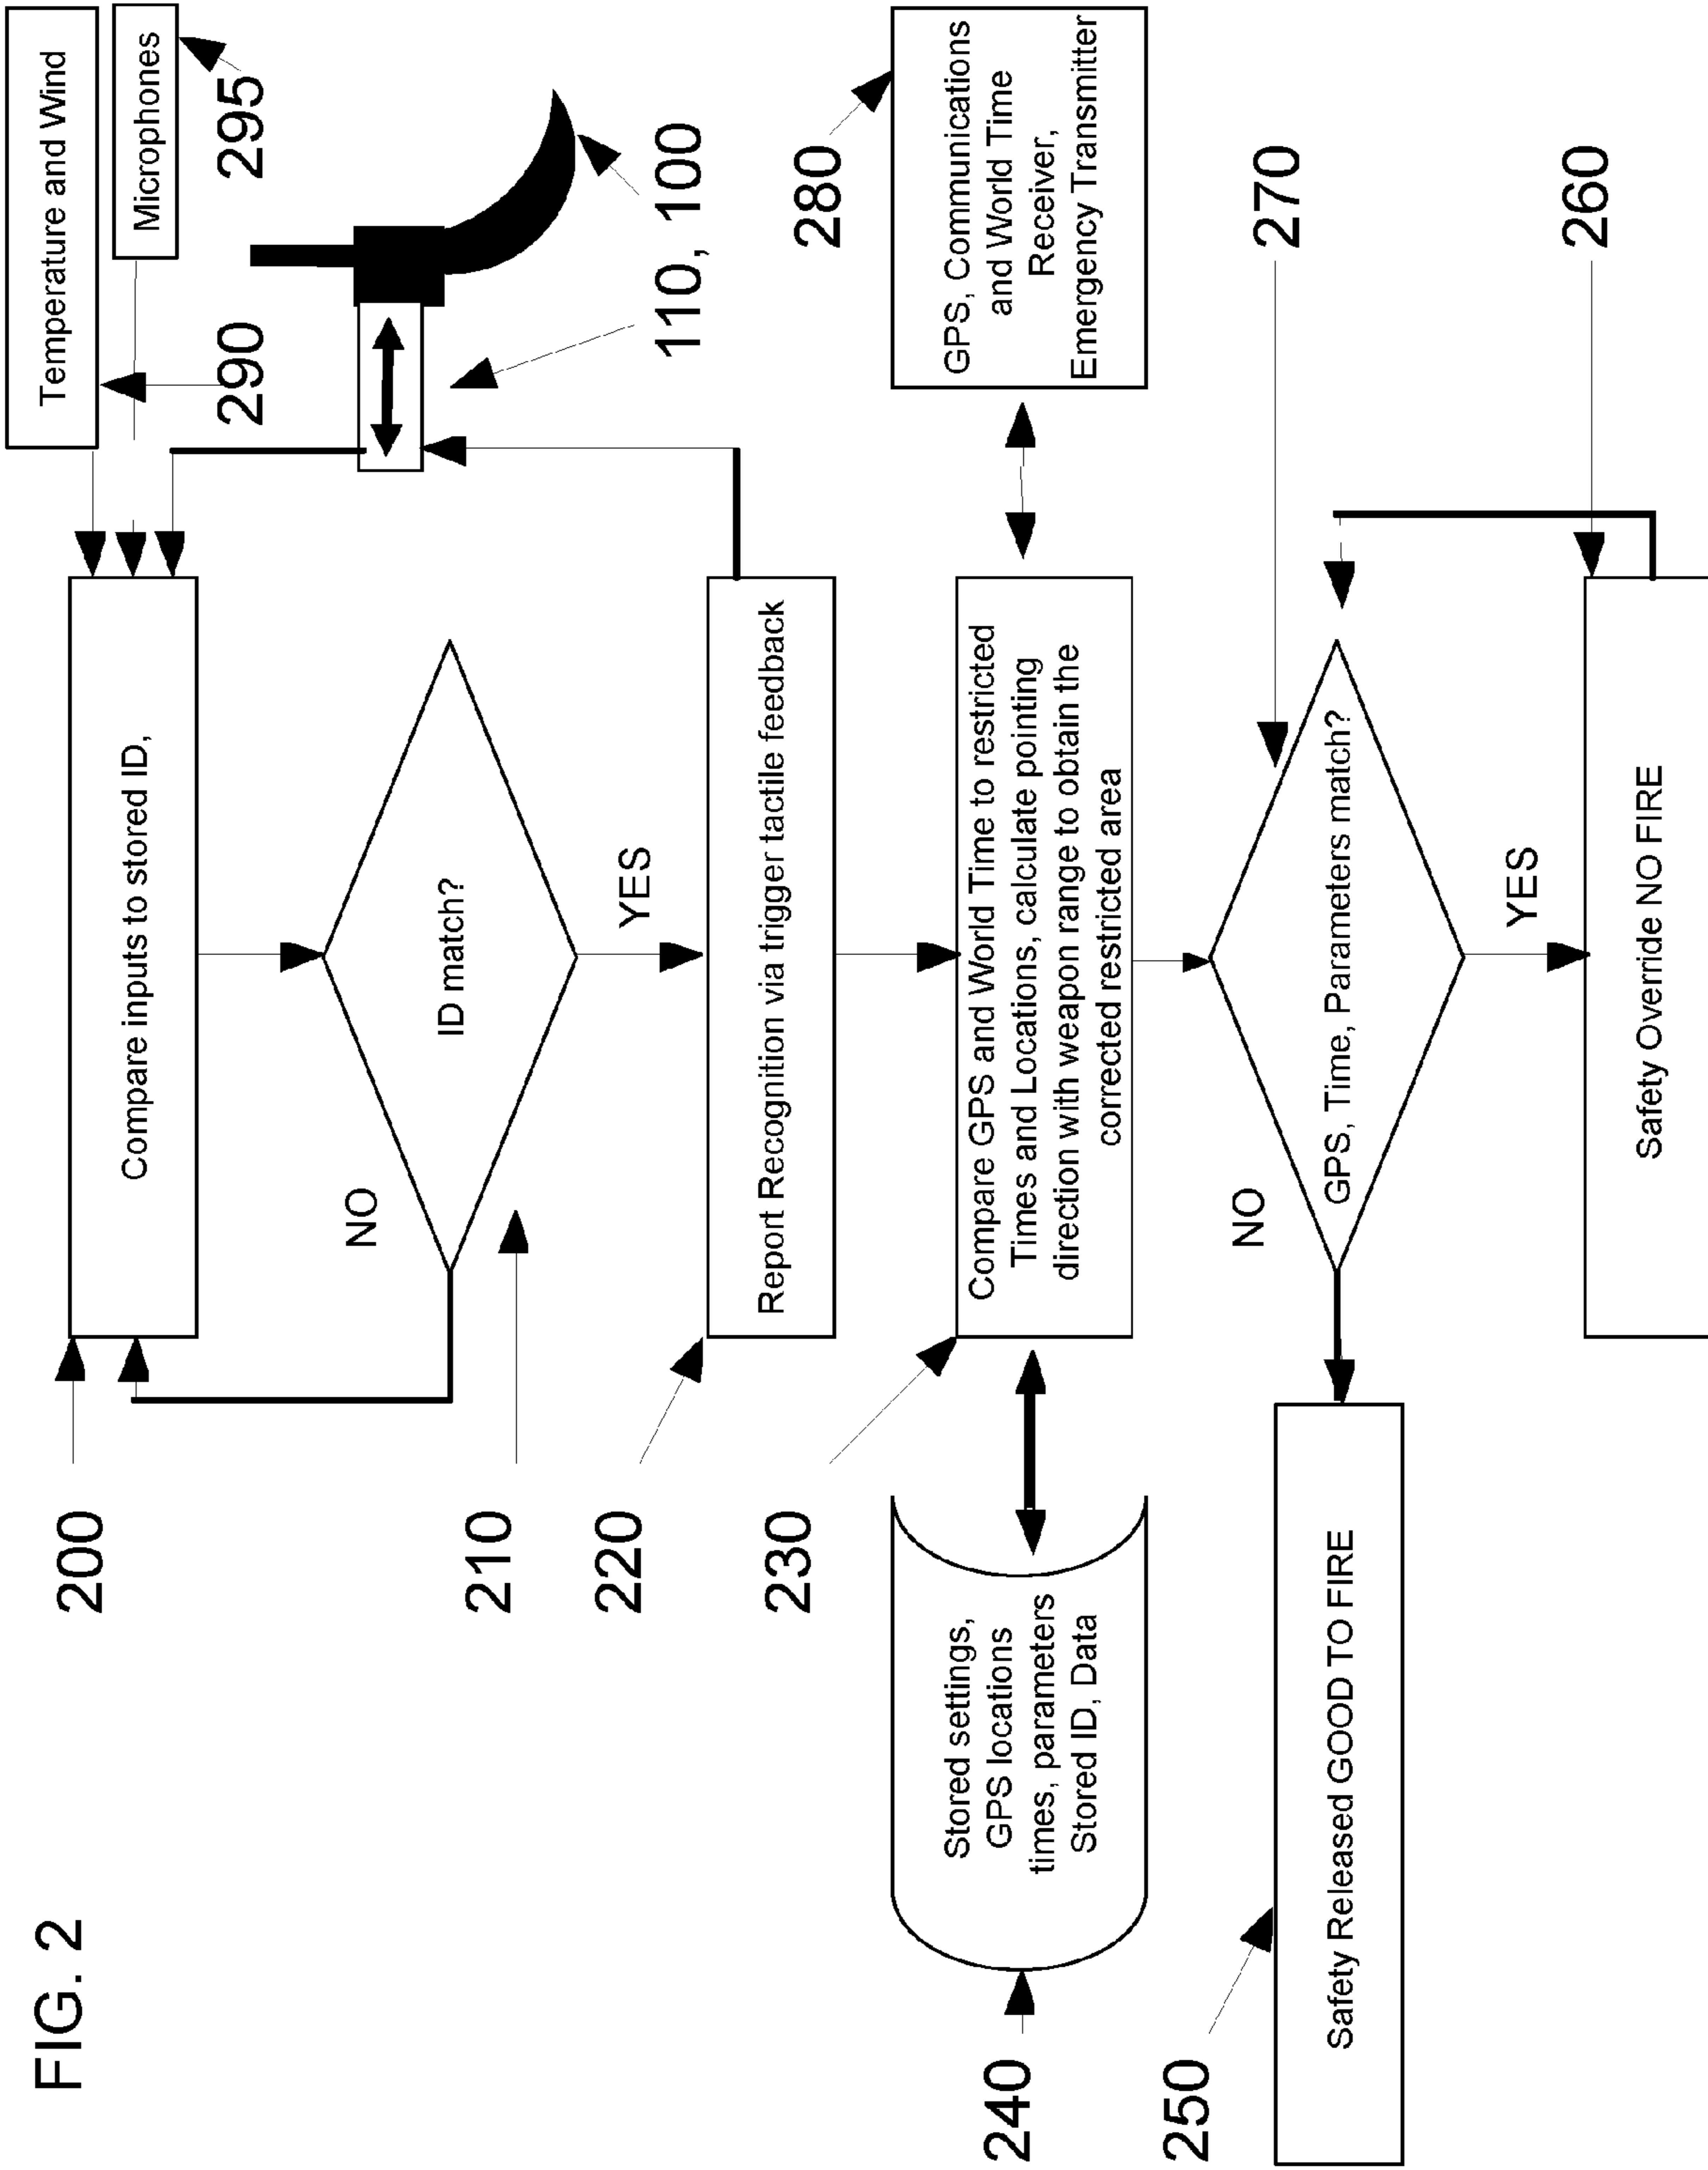 FIG. 2
Temperature and Wind
Microphones
295
290
200
Compare inputs to stored ID,
110, 100
NO
ID match?
210
YES
220
Report Recognition via trigger tactile feedback
280
230
Stored settings,
GPS locations
times, parameters
Stored ID, Data
240
Compare GPS and World Time to restricted
Times and Locations, calculate pointing
direction with weapon range to obtain the
corrected restricted area
GPS, Communications
and World Time
Receiver,
Emergency Transmitter
250
NO
270
Safety Released GOOD TO FIRE
GPS, Time, Parameters match?
YES
260
Safety Override NO FIRE